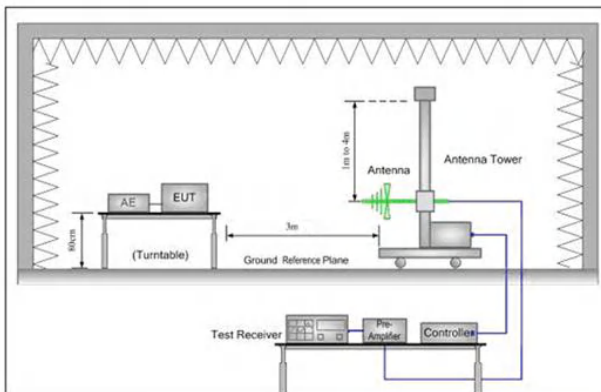 1m to 4m
Antenna
Antenna Tower
AE
EUT
80cm
(Turntable)
3m
Ground Reference Plane
Test Receiver
Pre-
Amplifier
Controller